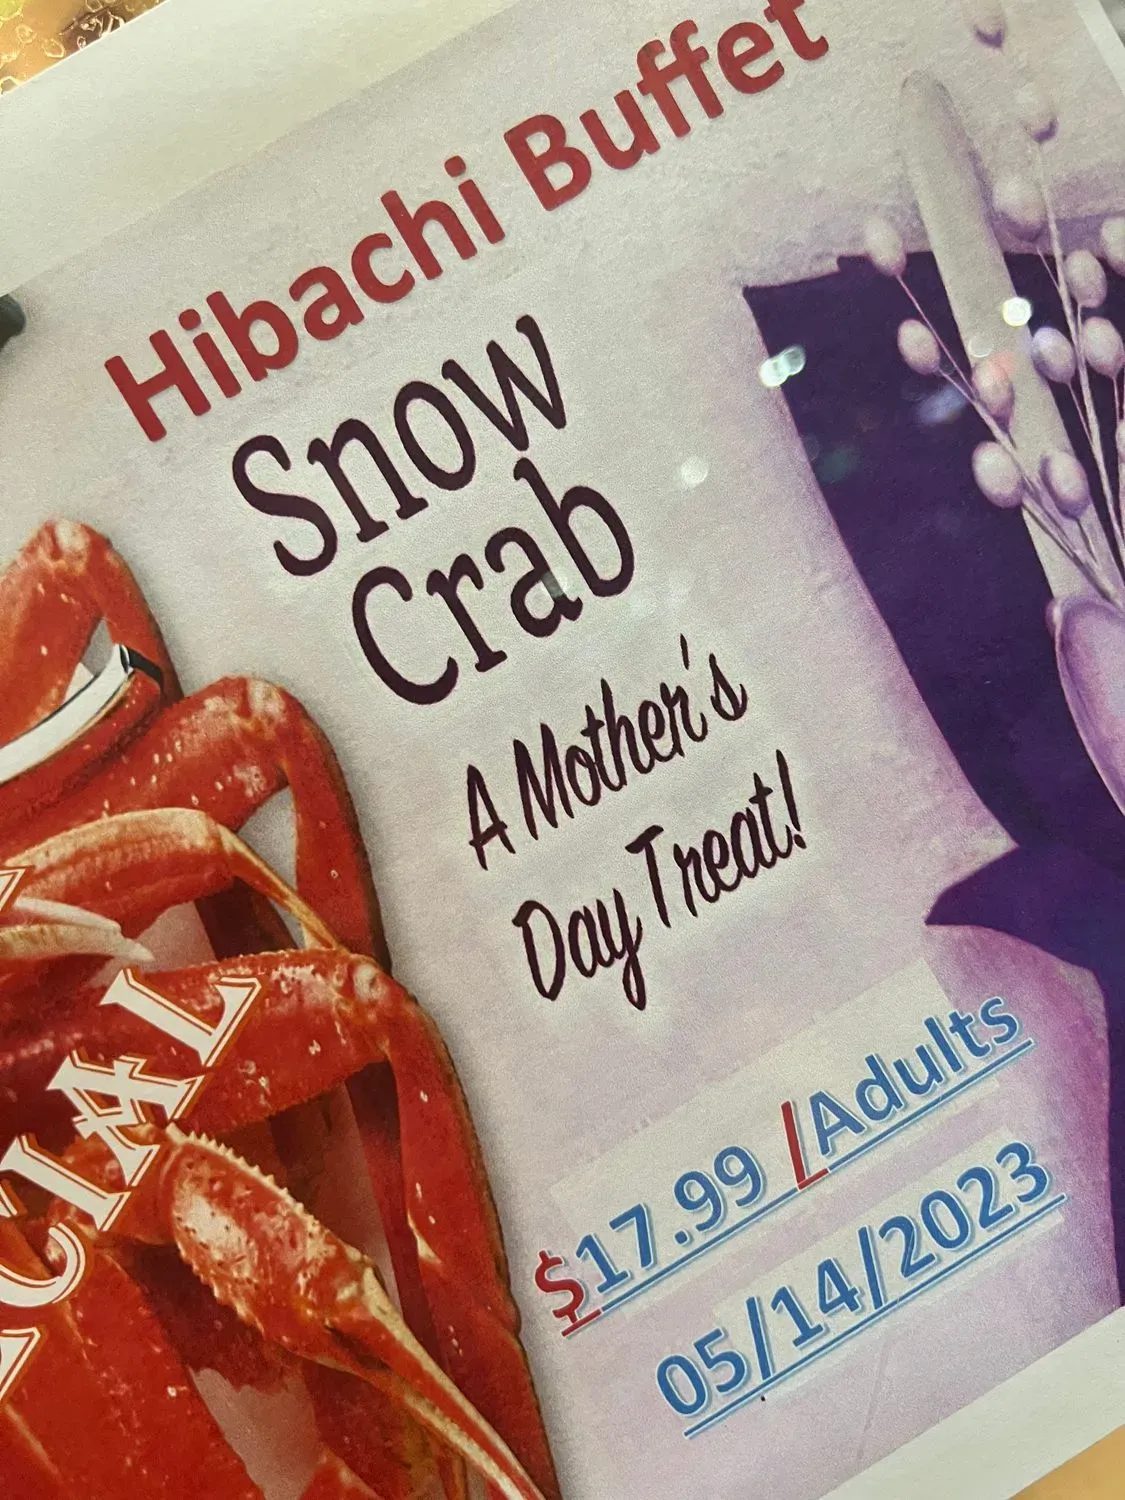 Hibachi Buffet
Snow
Crab
A Mother's
Day Treat!
$17.99 /Adults
05/14/2023